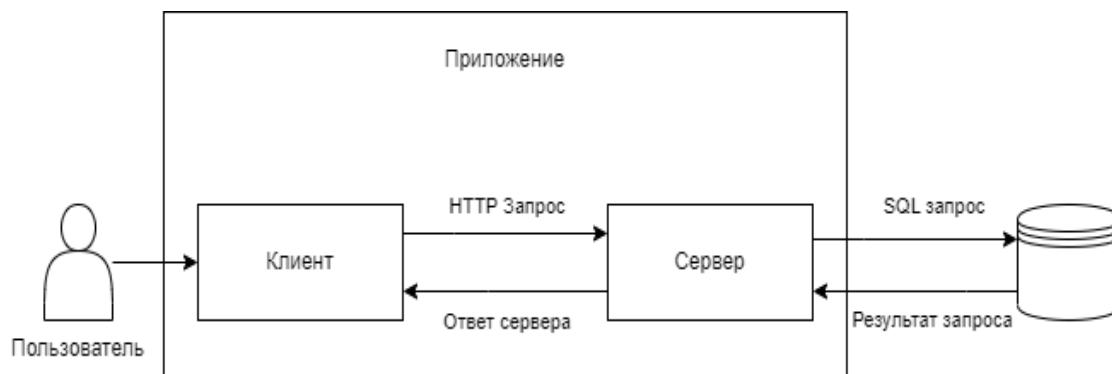 Приложение
HTTP Запрос
SQL запрос
Клиент
Сервер
Ответ сервера
Результат запроса
Пользователь